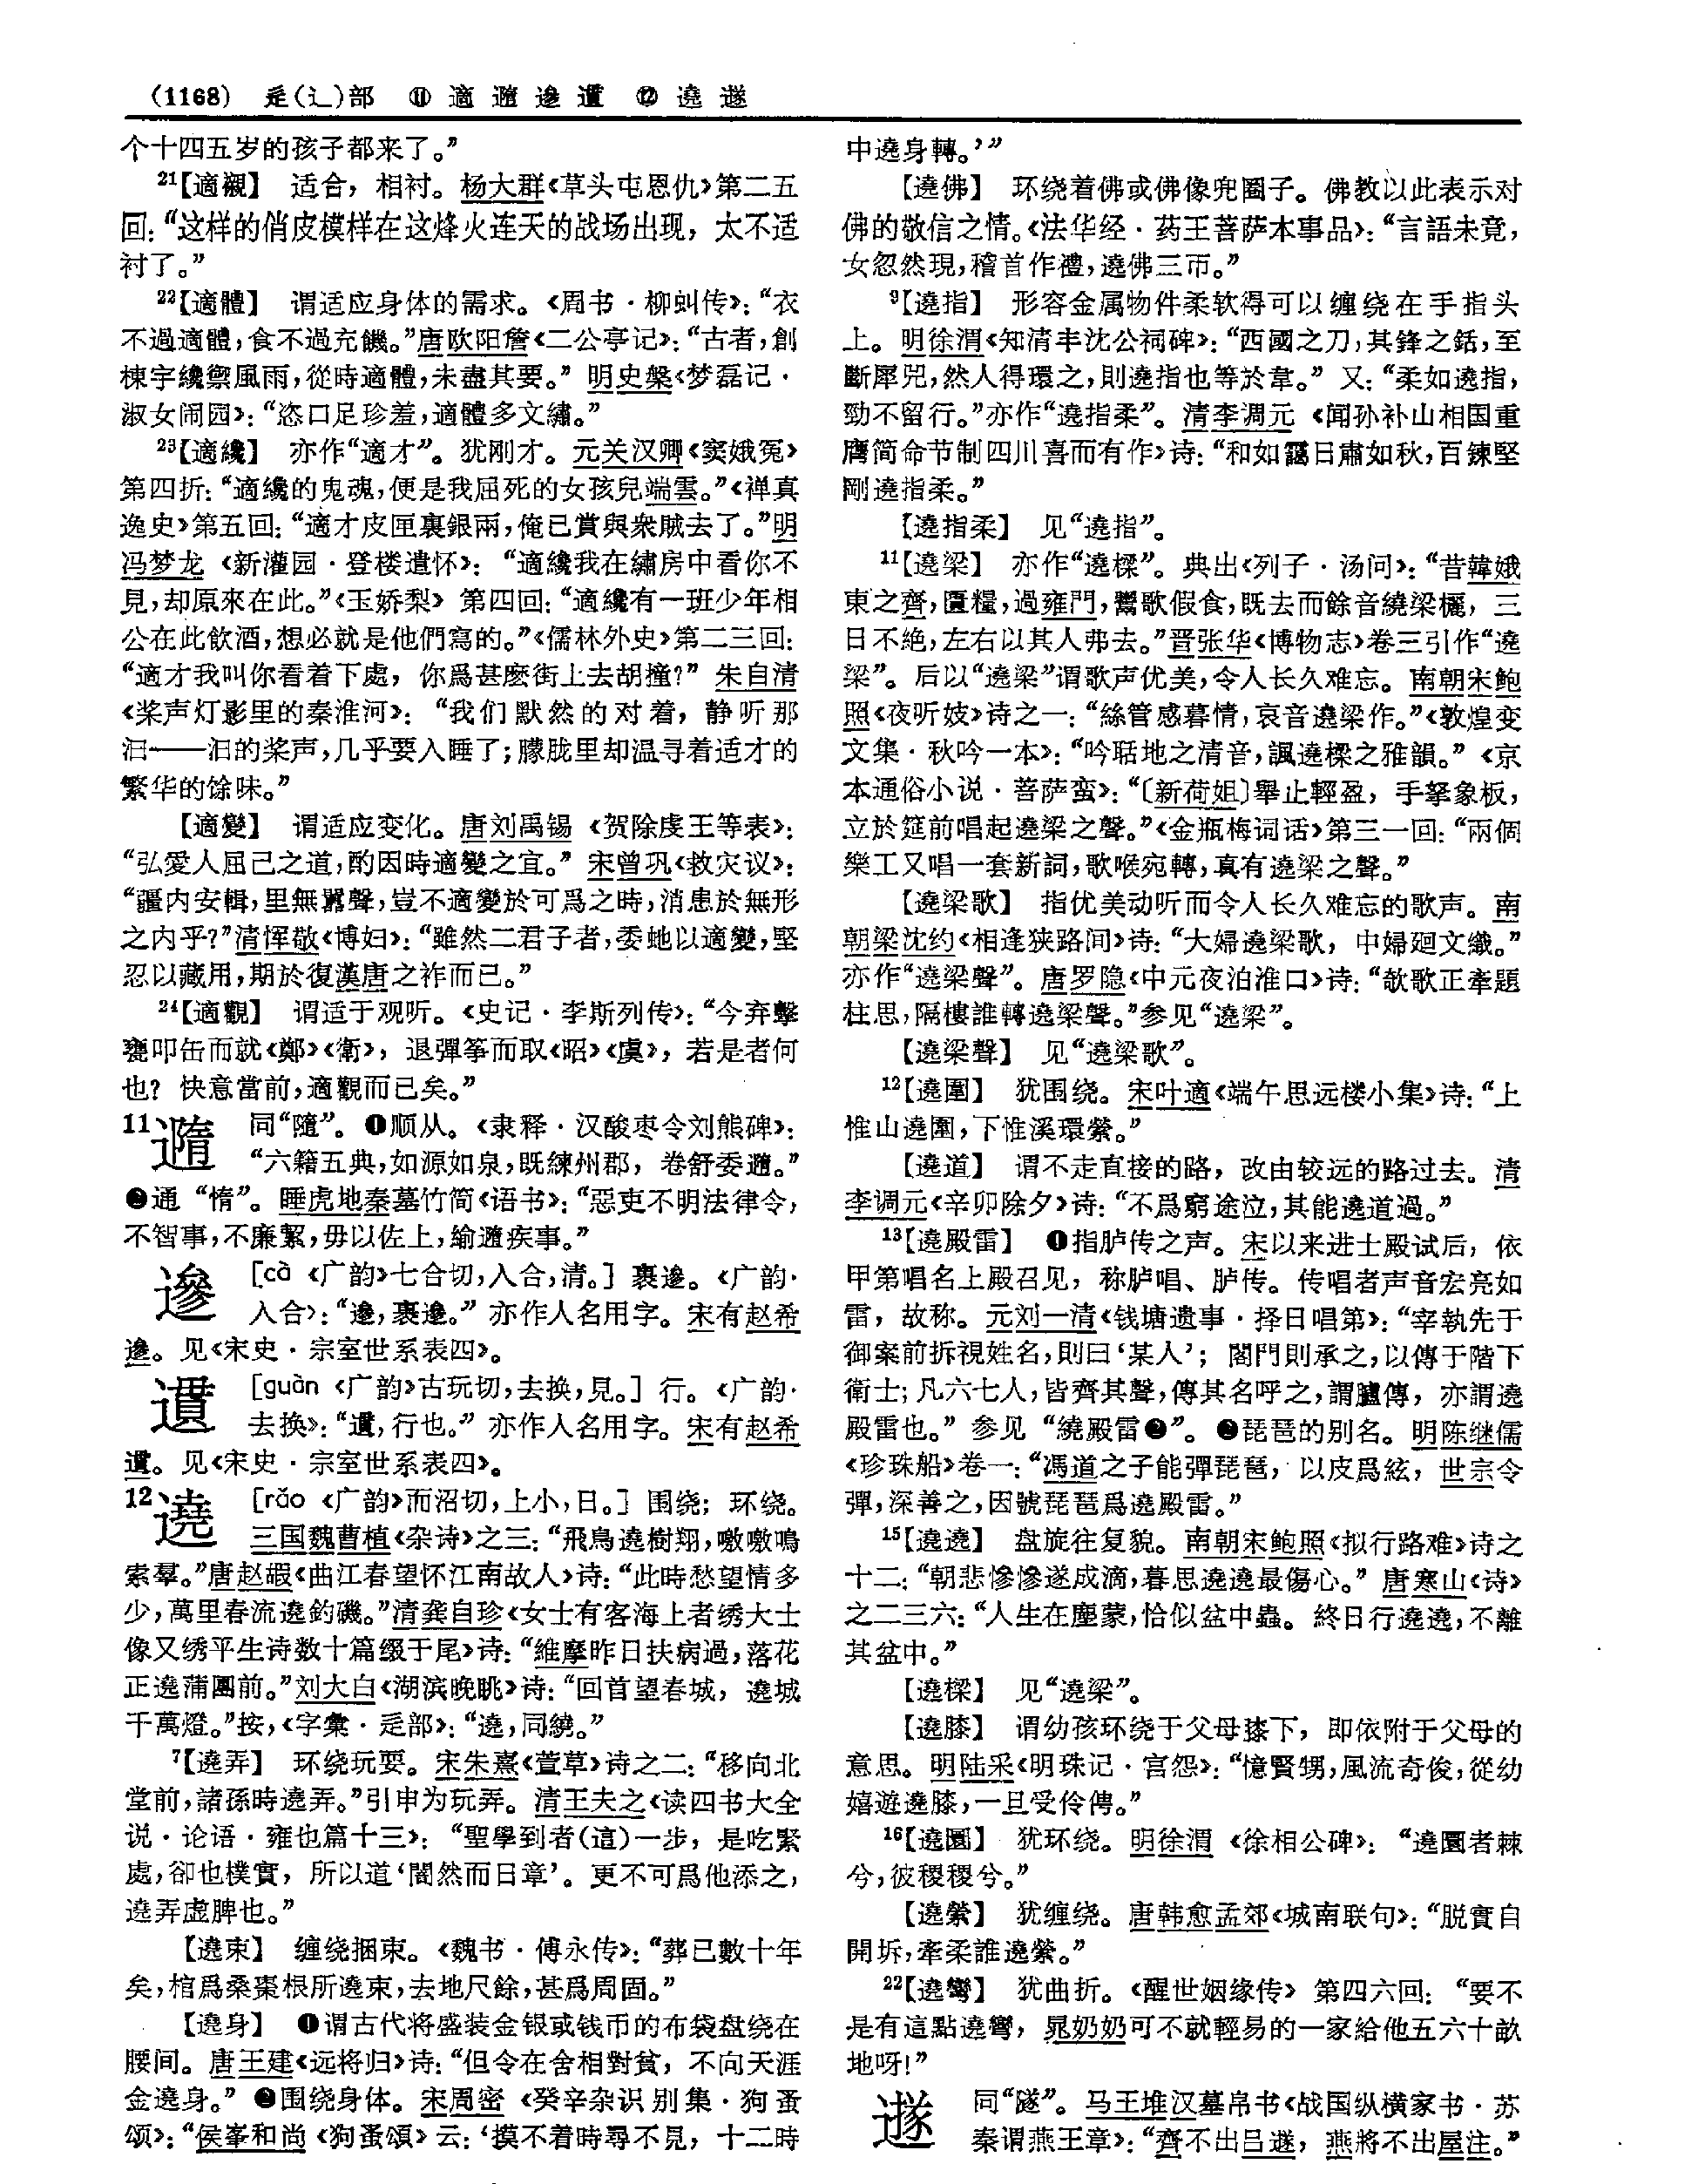 (1168) 辵(辶)部 ⑪ 適 遀 遪 遦 ⑫ 遶 𨗹
个十四五岁的孩子都来了。”
²¹【適襯】 适合，相衬。杨大群《草头屯恩仇》第二五
回：“这样的俏皮模样在这烽火连天的战场出现，太不适
衬了。”
²²【適體】 谓适应身体的需求。《周书·柳虯传》：“衣
不過適體，食不過充饑。”唐欧阳詹《二公亭记》：“古者，創
棟宇纔禦風雨，從時適體，未盡其要。” 明史槃《梦磊记·
淑女闹园》：“恣口足珍羞，適體多文繡。”
²³【適纔】 亦作“適才”。犹刚才。元关汉卿《窦娥冤》
第四折：“適纔的鬼魂，便是我屈死的女孩兒端雲。”《禅真
逸史》第五回：“適才皮匣裏銀兩，俺已賞與衆賊去了。”明
冯梦龙《新灌园·登楼遣怀》：“適纔我在繡房中看你不
見，却原來在此。”《玉娇梨》第四回：“適纔有一班少年相
公在此飲酒，想必就是他們寫的。”《儒林外史》第二三回：
“適才我叫你看着下處，你爲甚麽街上去胡撞？” 朱自清
《桨声灯影里的秦淮河》：“我们默然的对着，静听那
汩——汩的桨声，几乎要入睡了；朦胧里却温寻着适才的
繁华的馀味。”
【適變】 谓适应变化。唐刘禹锡《贺除虔王等表》：
“弘愛人屈己之道，酌因時適變之宜。” 宋曾巩《救灾议》：
“疆内安輯，里無嚣聲，豈不適變於可爲之時，消患於無形
之内乎？”清恽敬《博妇》：“雖然二君子者，委虵以適變，堅
忍以藏用，期於復漢唐之祚而已。”
²⁴【適觀】 谓适于观听。《史记·李斯列传》：“今弃擊
甕叩缶而就《鄭》《衛》，退彈筝而取《昭》《虞》，若是者何
也？快意當前，適觀而已矣。”
11遀 同“隨”。❶顺从。《隶释·汉酸枣令刘熊碑》：
“六籍五典，如源如泉，既練州郡，卷舒委遀。”
❷通“惰”。睡虎地秦墓竹简《语书》：“惡吏不明法律令，
不智事，不廉絜，毋以佐上，緰遀疾事。”
遪 [cà《广韵》七合切，入合，清。] 裹遪。《广韵·
入合》：“遪，裹遪。” 亦作人名用字。宋有赵希
遪。见《宋史·宗室世系表四》。
遦 [guàn《广韵》古玩切，去换，見。] 行。《广韵·
去换》：“遦，行也。” 亦作人名用字。宋有赵希
遦。见《宋史·宗室世系表四》。
12遶 [rǎo《广韵》而沼切，上小，日。] 围绕；环绕。
三国魏曹植《杂诗》之三：“飛鳥遶樹翔，噭噭鳴
索羣。”唐赵嘏《曲江春望怀江南故人》诗：“此時愁望情多
少，萬里春流遶釣磯。”清龚自珍《女士有客海上者绣大士
像又绣平生诗数十篇缀于尾》诗：“維摩昨日扶病過，落花
正遶蒲團前。”刘大白《湖滨晚眺》诗：“回首望春城，遶城
千萬燈。”按，《字彙·辵部》：“遶，同繞。”
⁷【遶弄】 环绕玩耍。宋朱熹《萱草》诗之二：“移向北
堂前，諸孫時遶弄。”引申为玩弄。清王夫之《读四书大全
说·论语·雍也篇十三》：“聖學到者(這)一步，是吃緊
處，卻也樸實，所以道‘闇然而日章’。更不可爲他添之，
遶弄虚脾也。”
【遶束】 缠绕捆束。《魏书·傅永传》：“葬已數十年
矣，棺爲桑棗根所遶束，去地尺餘，甚爲周固。”
【遶身】 ❶谓古代将盛装金银或钱币的布袋盘绕在
腰间。唐王建《远将归》诗：“但令在舍相對貧，不向天涯
金遶身。” ❷围绕身体。宋周密《癸辛杂识别集·狗蚤
颂》：“侯峯和尚《狗蚤頌》云：‘摸不着時尋不見，十二時
中遶身轉。’”
【遶佛】 环绕着佛或佛像兜圈子。佛教以此表示对
佛的敬信之情。《法华经·药王菩萨本事品》：“言語未竟，
女忽然現，稽首作禮，遶佛三帀。”
⁹【遶指】 形容金属物件柔软得可以缠绕在手指头
上。明徐渭《知清丰沈公祠碑》：“西國之刀，其鋒之銛，至
斷犀兕，然人得環之，則遶指也等於韋。” 又：“柔如遶指，
勁不留行。”亦作“遶指柔”。清李调元《闻孙补山相国重
膺简命节制四川喜而有作》诗：“和如靄日肅如秋，百鍊堅
剛遶指柔。”
【遶指柔】 见“遶指”。
¹¹【遶梁】 亦作“遶樑”。典出《列子·汤问》：“昔韓娥
東之齊，匱糧，過雍門，鬻歌假食，既去而餘音繞梁欐，三
日不絶，左右以其人弗去。”晋张华《博物志》卷三引作“遶
梁”。后以“遶梁”谓歌声优美，令人长久难忘。南朝宋鲍
照《夜听妓》诗之一：“絲管感暮情，哀音遶梁作。”《敦煌变
文集·秋吟一本》：“吟聒地之清音，諷遶樑之雅韻。”《京
本通俗小说·菩萨蛮》：“〔新荷姐〕舉止輕盈，手拏象板，
立於筵前唱起遶梁之聲。”《金瓶梅词话》第三一回：“兩個
樂工又唱一套新詞，歌喉宛轉，真有遶梁之聲。”
【遶梁歌】 指优美动听而令人长久难忘的歌声。南
朝梁沈约《相逢狭路间》诗：“大婦遶梁歌，中婦廻文織。”
亦作“遶梁聲”。唐罗隐《中元夜泊淮口》诗：“欹歌正牽題
柱思，隔樓誰轉遶梁聲。”参见“遶梁”。
【遶梁聲】 见“遶梁歌”。
¹²【遶圍】 犹围绕。宋叶適《端午思远楼小集》诗：“上
惟山遶圍，下惟溪環縈。”
【遶道】 谓不走直接的路，改由较远的路过去。清
李调元《辛卯除夕》诗：“不爲窮途泣，其能遶道過。”
¹³【遶殿雷】 ❶指胪传之声。宋以来进士殿试后，依
甲第唱名上殿召见，称胪唱、胪传。传唱者声音宏亮如
雷，故称。元刘一清《钱塘遗事·择日唱第》：“宰執先于
御案前拆視姓名，則曰‘某人’；閤門則承之，以傳于階下
衛士；凡六七人，皆齊其聲，傳其名呼之，謂臚傳，亦謂遶
殿雷也。” 参见“繞殿雷❷”。❷琵琶的别名。明陈继儒
《珍珠船》卷一：“馮道之子能彈琵琶，以皮爲絃，世宗令
彈，深善之，因號琵琶爲遶殿雷。”
¹⁵【遶遶】 盘旋往复貌。南朝宋鲍照《拟行路难》诗之
十二：“朝悲慘慘遂成滴，暮思遶遶最傷心。” 唐寒山《诗》
之二三六：“人生在塵蒙，恰似盆中蟲。終日行遶遶，不離
其盆中。”
【遶樑】 见“遶梁”。
【遶膝】 谓幼孩环绕于父母膝下，即依附于父母的
意思。明陆采《明珠记·宫怨》：“憶賢甥，風流奇俊，從幼
嬉遊遶膝，一旦受伶俜。”
¹⁶【遶圜】 犹环绕。明徐渭《徐相公碑》：“遶圜者棘
兮，彼稷稷兮。”
【遶縈】 犹缠绕。唐韩愈孟郊《城南联句》：“脱實自
開坼，牽柔誰遶縈。”
²²【遶彎】 犹曲折。《醒世姻缘传》第四六回：“要不
是有這點遶彎，晁奶奶可不就輕易的一家給他五六十畝
地呀！”
𨗹 同“隧”。马王堆汉墓帛书《战国纵横家书·苏
秦谓燕王章》：“齊不出吕𨗹，燕將不出屋注。”